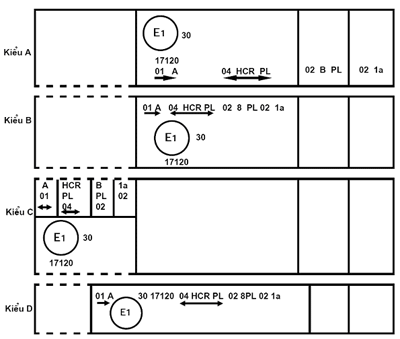 Kiểu A
E1
30
17120
01 A 04 HCR PL 02 B PL 02 1a
Kiểu B
01 A 04 HCR PL 02 8 PL 02 1a
E1
30
17120
Kiểu C
A HCR B 1a
01 PL PL 02
04 02
E1
30
17120
Kiểu D
01 A 30 17120 04 HCR PL 02 8PL 02 1a
E1